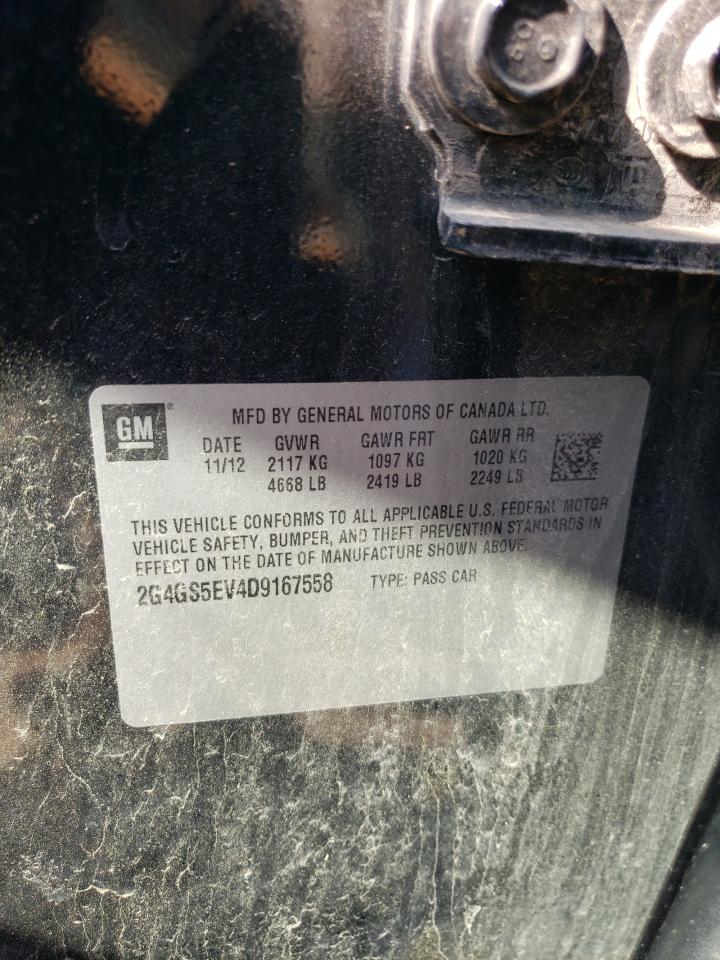 GM® MFD BY GENERAL MOTORS OF CANADA LTD.
DATE GVWR GAWR FRT GAWR RR
11/12 2117 KG 1097 KG 1020 KG
4668 LB 2419 LB 2249 LB
THIS VEHICLE CONFORMS TO ALL APPLICABLE U.S. FEDERAL MOTOR
VEHICLE SAFETY, BUMPER, AND THEFT PREVENTION STANDARDS IN
EFFECT ON THE DATE OF MANUFACTURE SHOWN ABOVE.
2G4GS5EV4D9167558 TYPE: PASS CAR